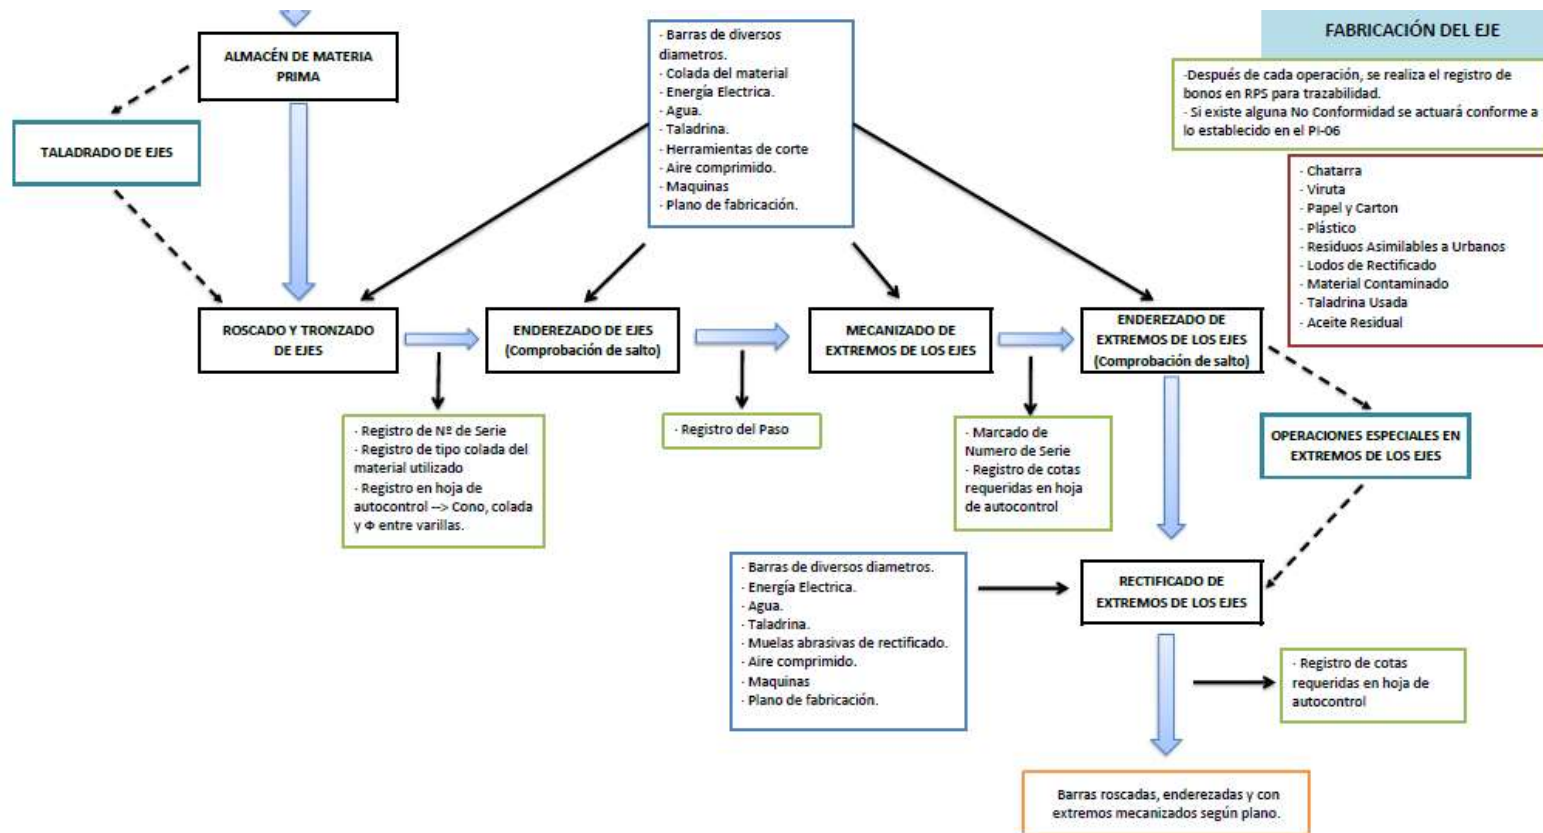 FABRICACIÓN DEL EJE
·Después de cada operación, se realiza el registro de
bonos en RPS para trazabilidad.
· Si existe alguna No Conformidad se actuará conforme a
lo establecido en el PI-06
ALMACÉN DE MATERIA
PRIMA
TALADRADO DE EJES
· Barras de diversos
diametros.
· Colada del material
· Energía Electrica.
· Agua.
· Taladrina.
· Herramientas de corte
· Aire comprimido.
· Maquinas
· Plano de fabricación.
· Chatarra
· Viruta
· Papel y Carton
· Plástico
· Residuos Asimilables a Urbanos
· Lodos de Rectificado
· Material Contaminado
· Taladrina Usada
· Aceite Residual
ROSCADO Y TRONZADO
DE EJES
ENDEREZADO DE EJES
(Comprobación de salto)
MECANIZADO DE
EXTREMOS DE LOS EJES
ENDEREZADO DE
EXTREMOS DE LOS EJES
(Comprobación de salto)
· Registro de Nº de Serie
· Registro de tipo colada del
material utilizado
· Registro en hoja de
autocontrol --> Cono, colada
y Φ entre varillas.
· Registro del Paso
· Marcado de
Numero de Serie
· Registro de cotas
requeridas en hoja
de autocontrol
OPERACIONES ESPECIALES EN
EXTREMOS DE LOS EJES
· Barras de diversos diametros.
· Energía Electrica.
· Agua.
· Taladrina.
· Muelas abrasivas de rectificado.
· Aire comprimido.
· Maquinas
· Plano de fabricación.
RECTIFICADO DE
EXTREMOS DE LOS EJES
· Registro de cotas
requeridas en hoja de
autocontrol
Barras roscadas, enderezadas y con
extremos mecanizados según plano.